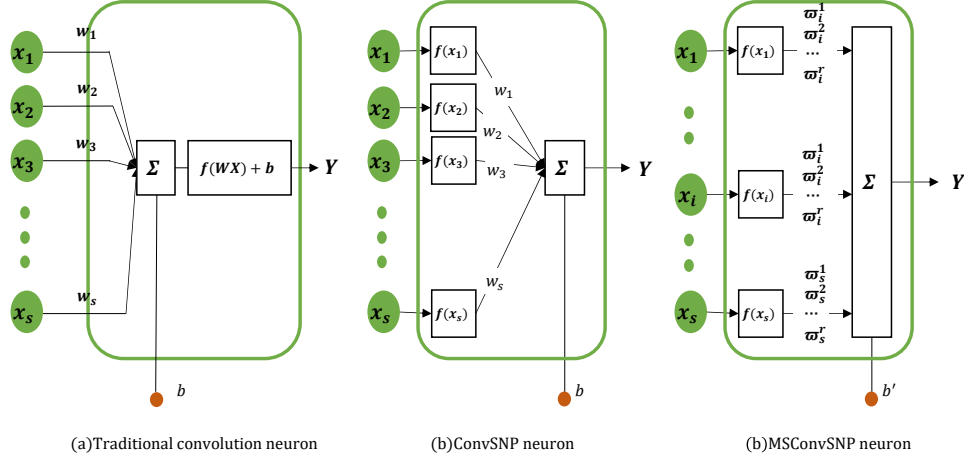 x₁ w₁
x₂ w₂
x₃ w₃
Σ f(WX) + b Y
xₛ wₛ
b
(a)Traditional convolution neuron
x₁ f(x₁) w₁
x₂ f(x₂) w₂
x₃ f(x₃) w₃
Σ Y
xₛ f(xₛ) wₛ
b
(b)ConvSNP neuron
ϖᵢ¹
ϖᵢ²
x₁ f(x₁) ...
ϖᵢʳ
ϖᵢ¹
ϖᵢ²
xᵢ f(xᵢ) ... Σ Y
ϖᵢʳ
ϖₛ¹
ϖₛ²
xₛ f(xₛ) ...
ϖₛʳ
b′
(b)MSConvSNP neuron